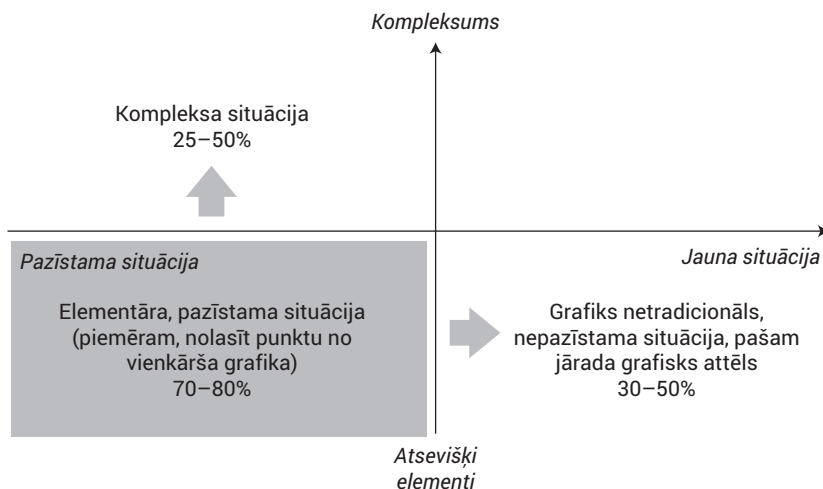 Kompleksums
Kompleksa situācija
25–50%
Pazīstama situācija
Jauna situācija
Elementāra, pazīstama situācija
(piemēram, nolasīt punktu no
vienkārša grafika)
70–80%
Grafiks netradicionāls,
nepazīstama situācija, pašam
jārada grafisks attēls
30–50%
Atsevišķi
elementi